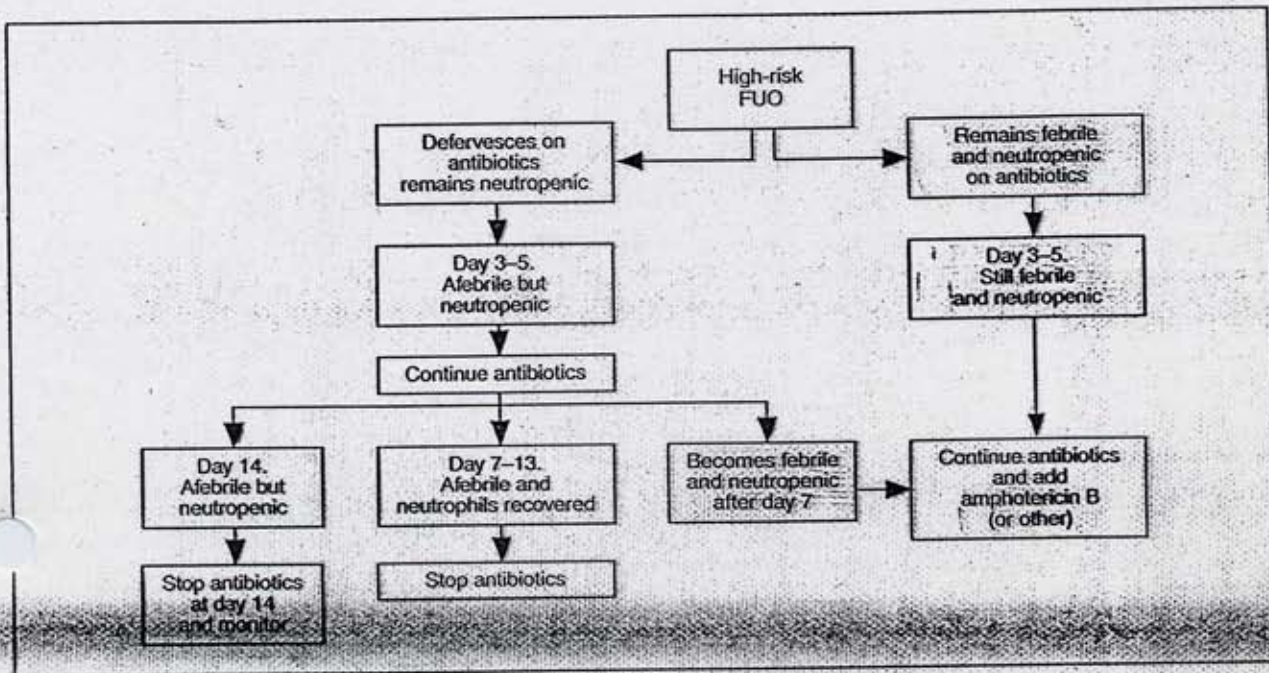 High-risk
FUO
Defervesces on
antibiotics
remains neutropenic
Remains febrile
and neutropenic
on antibiotics
Day 3–5.
Afebrile but
neutropenic
Day 3–5.
Still febrile
and neutropenic
Continue antibiotics
Day 14.
Afebrile but
neutropenic
Day 7–13.
Afebrile and
neutrophils recovered
Becomes febrile
and neutropenic
after day 7
Continue antibiotics
and add
amphotericin B
(or other)
Stop antibiotics
at day 14
and monitor
Stop antibiotics